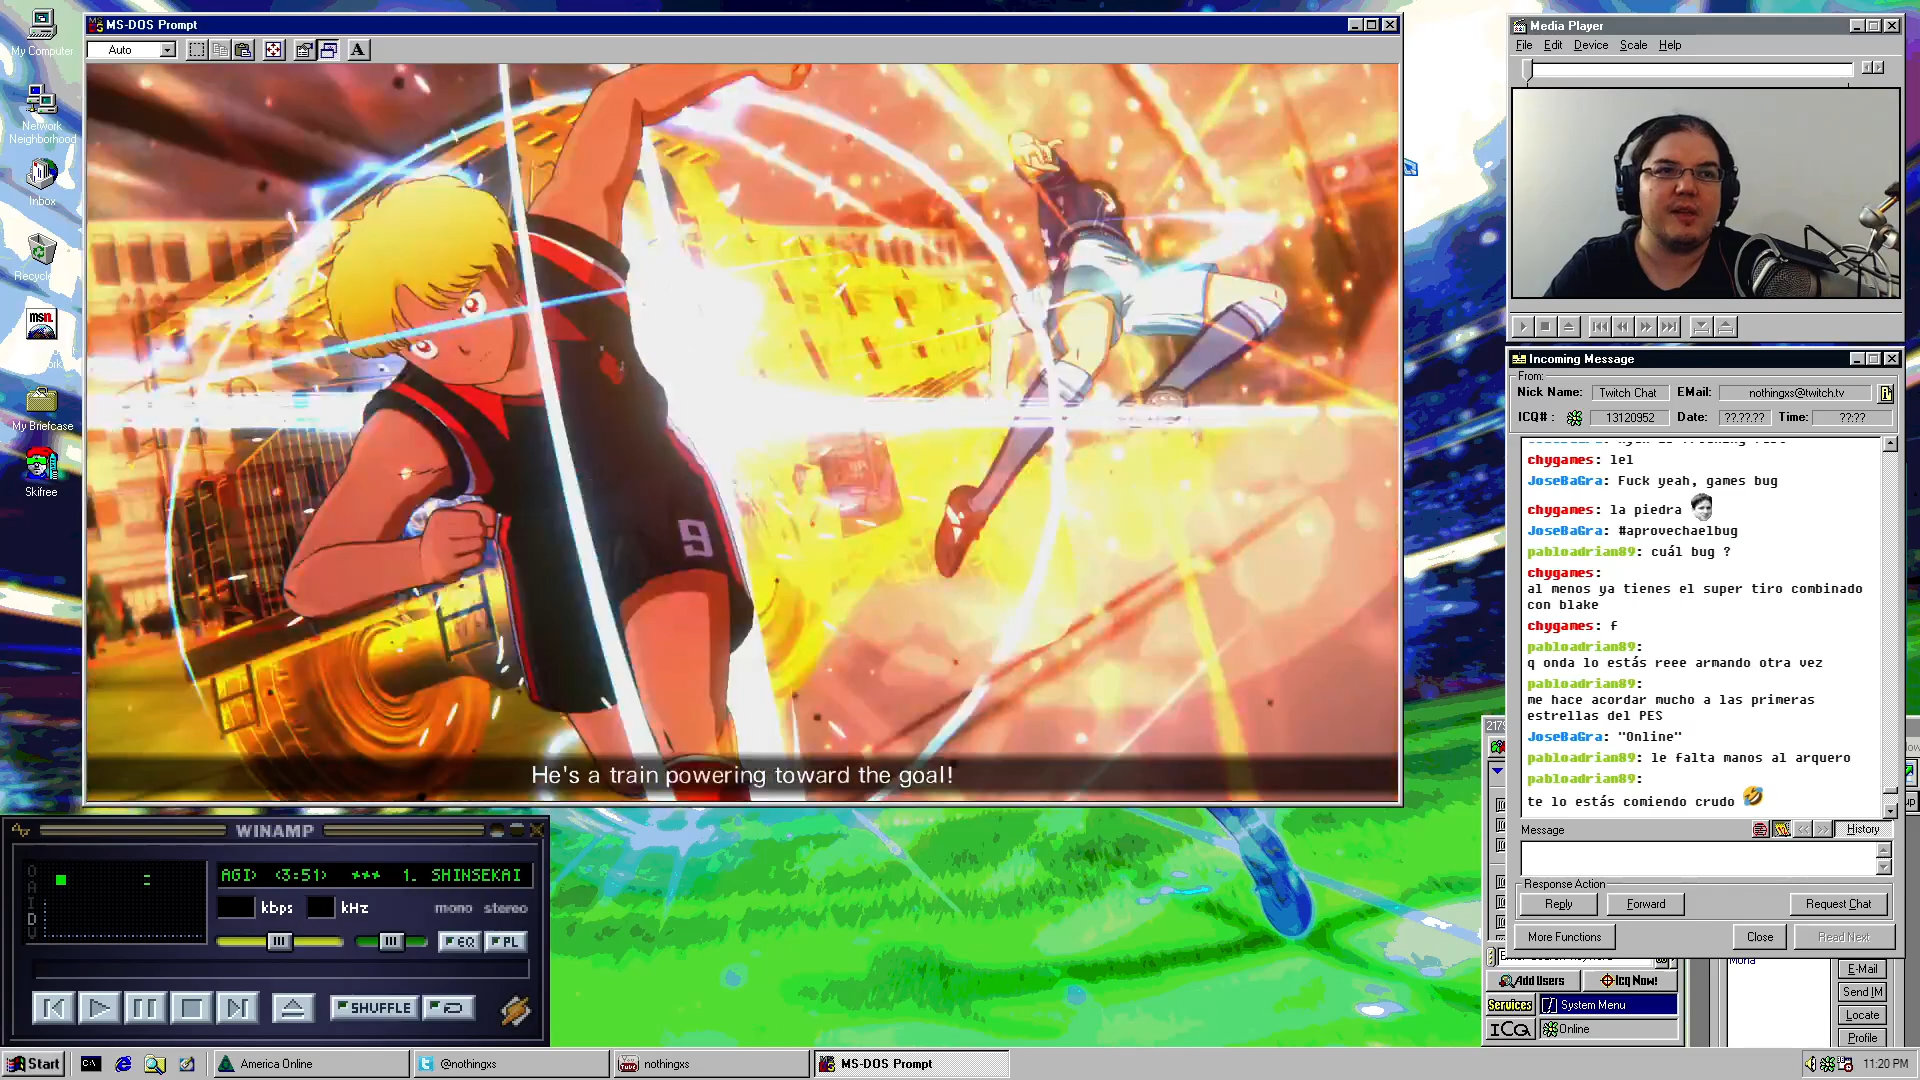 My Computer
Network
Neighborhood
Inbox
msn.
My Briefcase
Skifree
MS-DOS Prompt
Auto
A
9
He's a train powering toward the goal!
WINAMP
AGI) (3:51) *** 1. SHINSEKAI
kbps
kHz
mono stereo
EQ
PL
SHUFFLE
Media Player
File Edit Device Scale Help
Incoming Message
From:
Nick Name: Twitch Chat EMail: nothingxs@twitch.tv
ICQ# : 13120952 Date: ??.??.?? Time: ??:??
chygames: lel
JoseBaGra: Fuck yeah, games bug
chygames: la piedra
JoseBaGra: #aprovechaelbug
pabloadrian89: cuál bug ?
chygames:
al menos ya tienes el super tiro combinado
con blake
chygames: f
pabloadrian89:
q onda lo estás reee armando otra vez
pabloadrian89:
me hace acordar mucho a las primeras
estrellas del PES
JoseBaGra: "Online"
pabloadrian89: le falta manos al arquero
pabloadrian89:
te lo estás comiendo crudo 🤣
Message
History
Response Action
Reply Forward Request Chat
More Functions Close Read Next
Add Users Icq Now!
Services System Menu
ICQ Online
E-Mail
Send IM
Locate
Profile
Start
America Online
@nothingxs
nothingxs
MS-DOS Prompt
11:20 PM